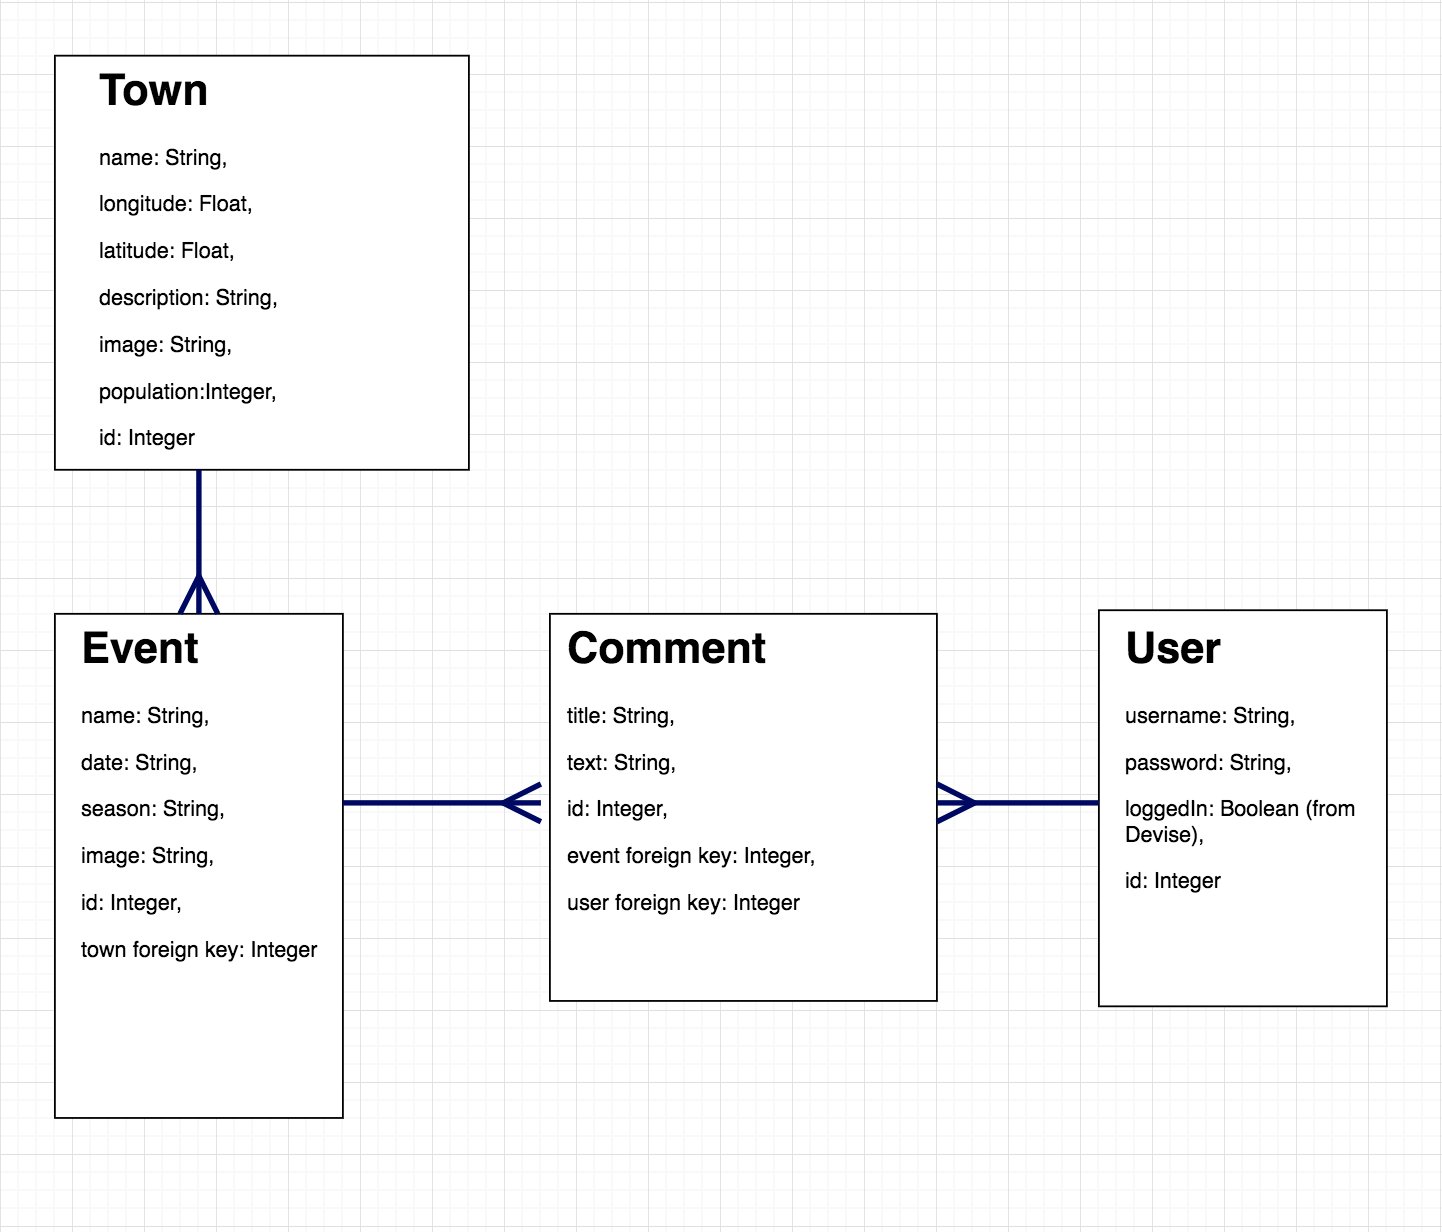 Town
name: String,
longitude: Float,
latitude: Float,
description: String,
image: String,
population:Integer,
id: Integer
Event
name: String,
date: String,
season: String,
image: String,
id: Integer,
town foreign key: Integer
Comment
title: String,
text: String,
id: Integer,
event foreign key: Integer,
user foreign key: Integer
User
username: String,
password: String,
loggedIn: Boolean (from
Devise),
id: Integer